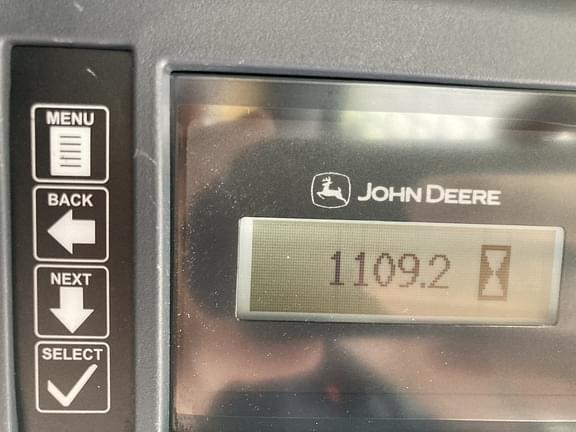 MENU
BACK
NEXT
SELECT
JOHN DEERE
1109.2